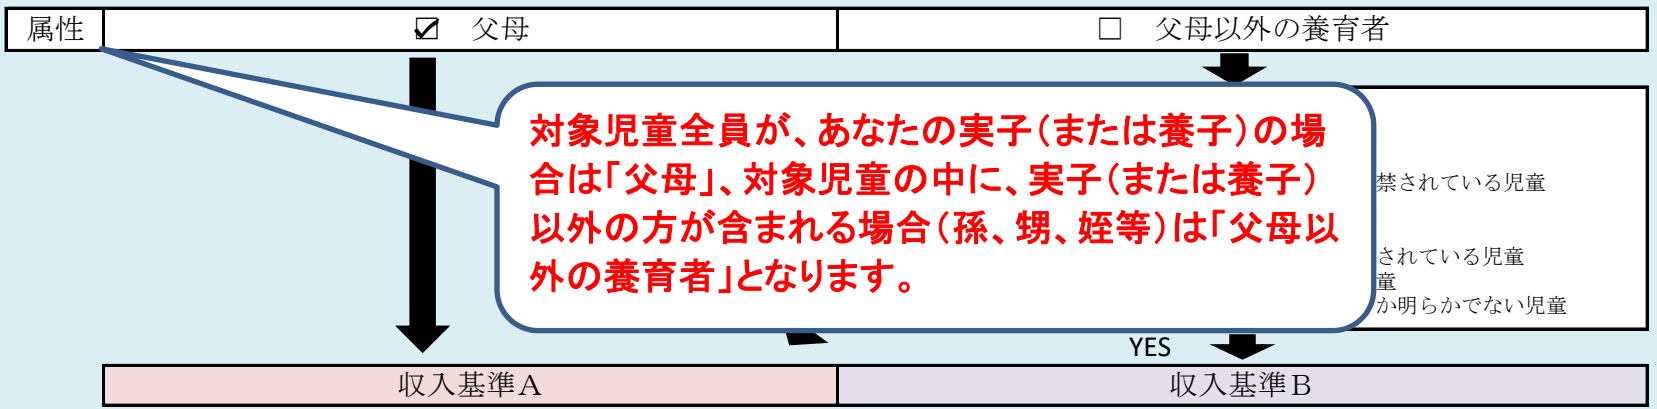 属性 ☑ 父母 □ 父母以外の養育者
対象児童全員が、あなたの実子(または養子)の場
合は「父母」、対象児童の中に、実子(または養子)
以外の方が含まれる場合(孫、甥、姪等)は「父母以
外の養育者」となります。
禁されている児童
されている児童
童
か明らかでない児童
YES
収入基準A 収入基準B